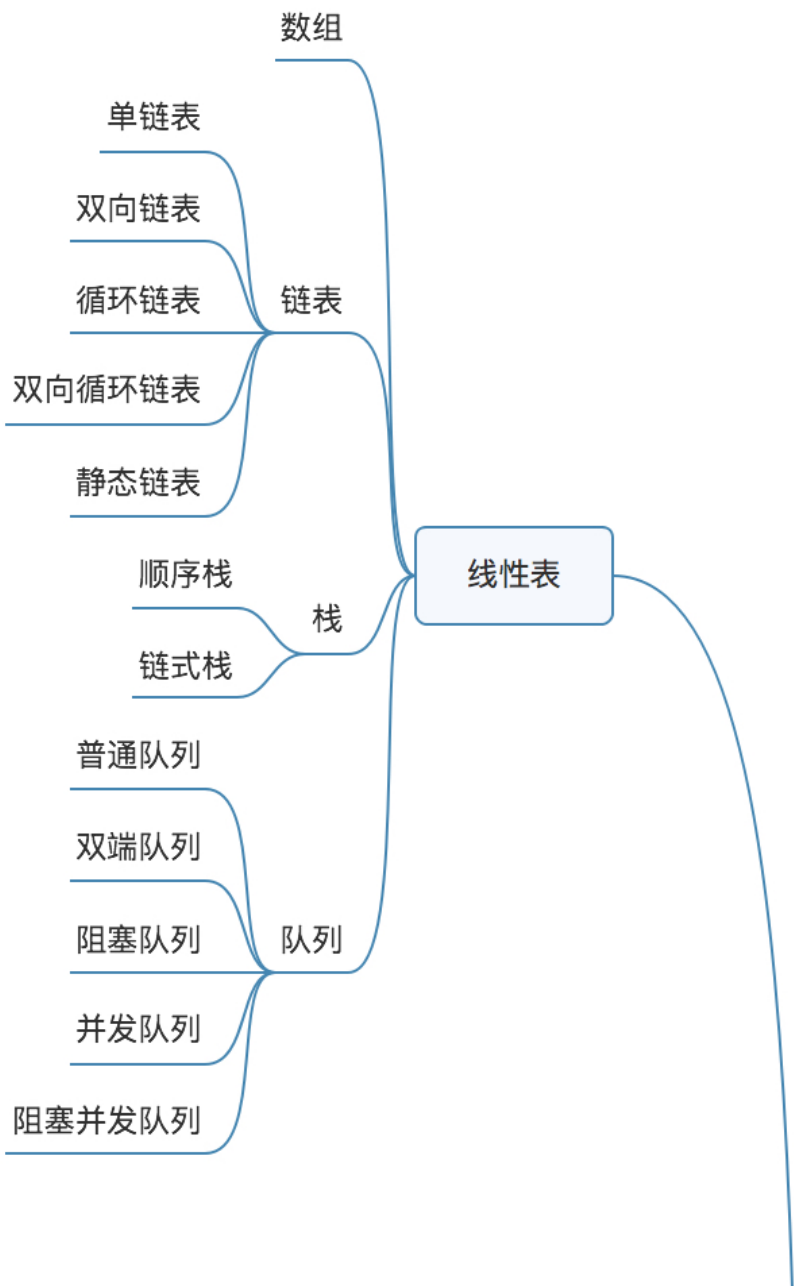 数组
单链表
双向链表
循环链表
链表
双向循环链表
静态链表
顺序栈
线性表
栈
链式栈
普通队列
双端队列
阻塞队列
队列
并发队列
阻塞并发队列